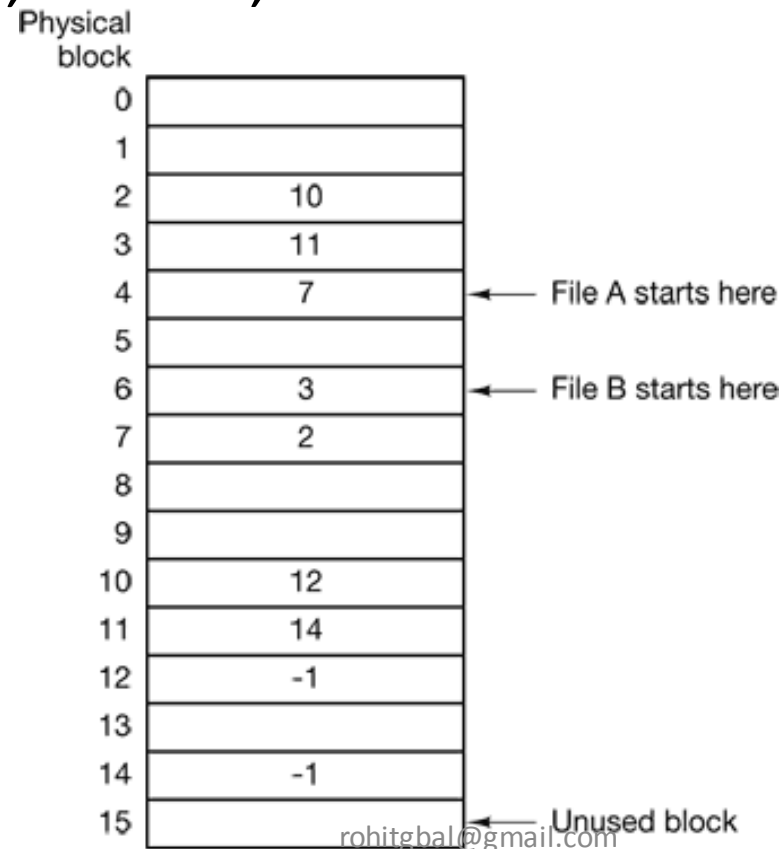 Physical
block
0
1
2 10
3 11
4 7 File A starts here
5
6 3 File B starts here
7 2
8
9
10 12
11 14
12 -1
13
14 -1
15 Unused block
rohitgbal@gmail.com